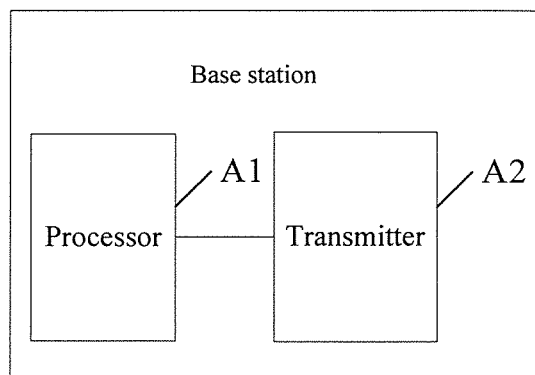 Base station
A1
A2
Processor
Transmitter